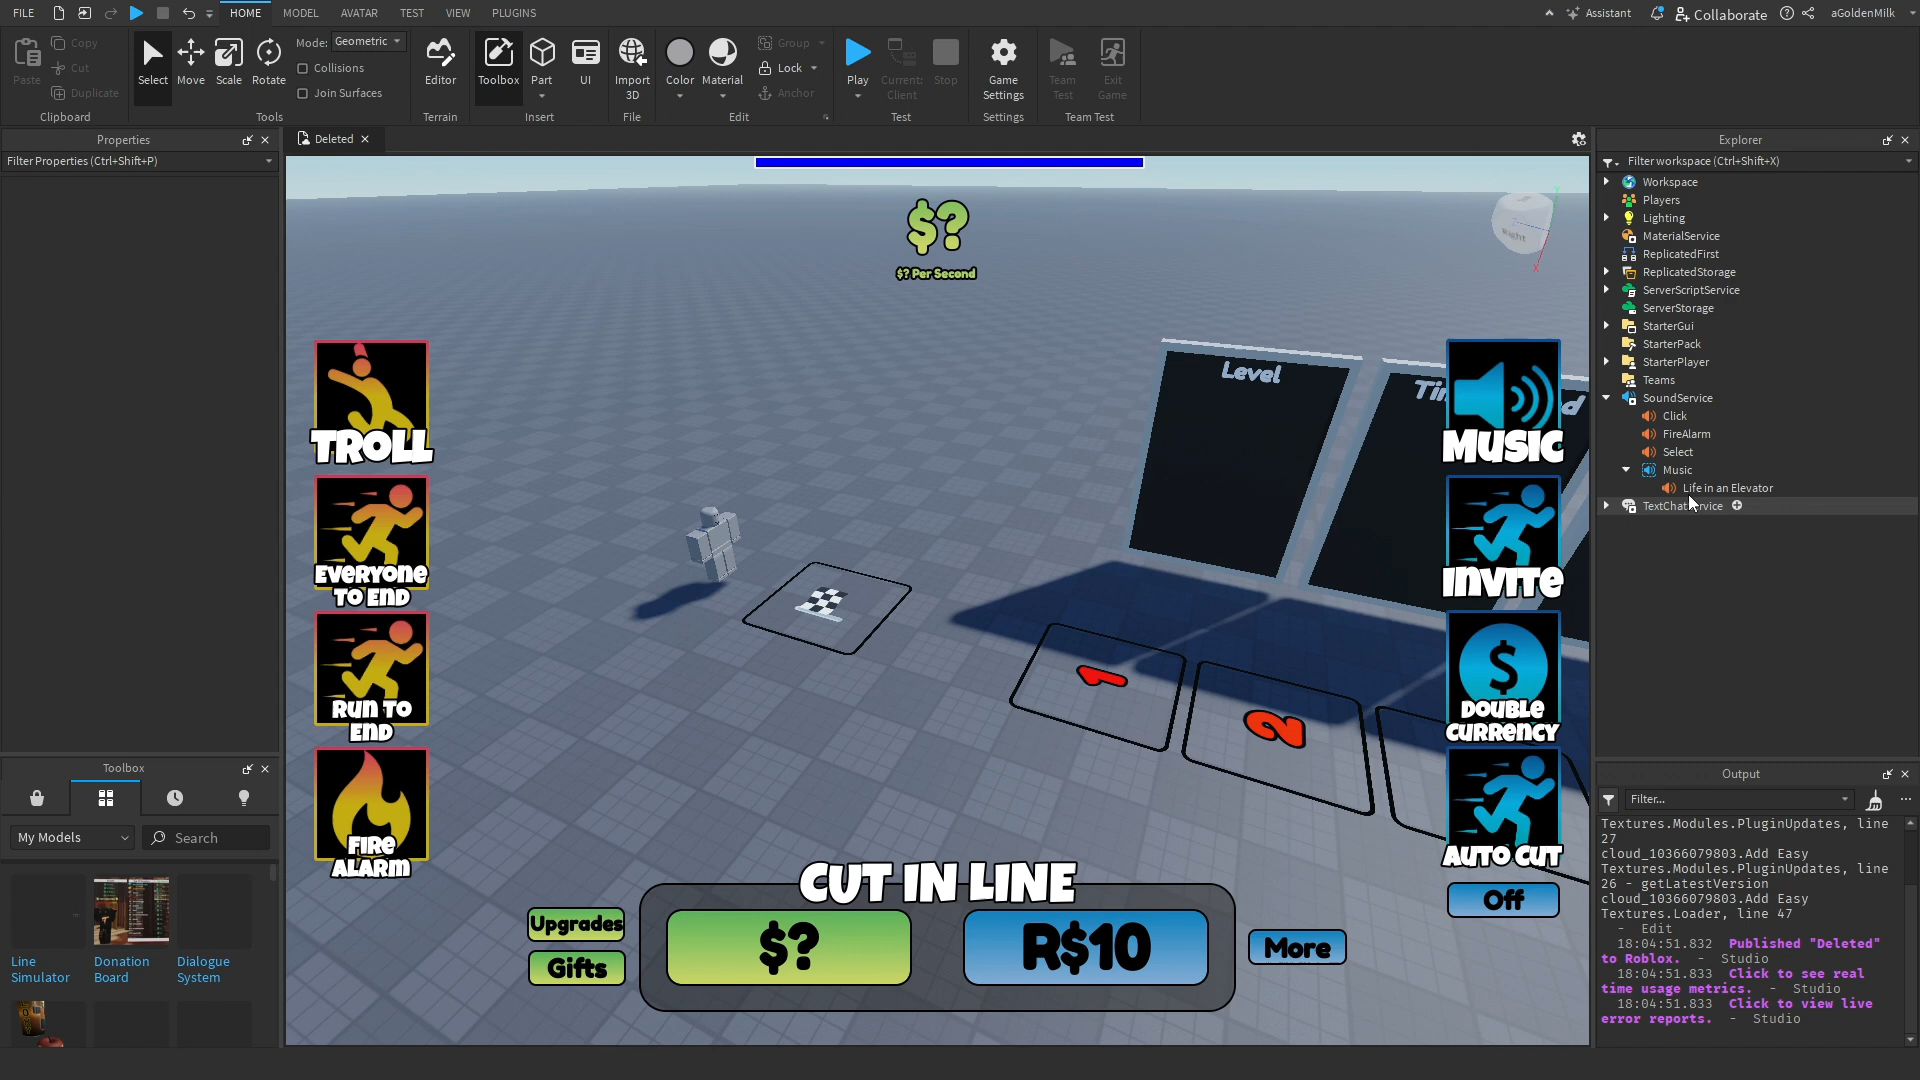 FILE
HOME
MODEL
AVATAR
TEST
VIEW
PLUGINS
Assistant
Collaborate
aGoldenMilk
Paste
Copy
Cut
Duplicate
Clipboard
Select
Move
Scale
Rotate
Mode:
Geometric
Collisions
Join Surfaces
Tools
Editor
Terrain
Toolbox
Part
UI
Insert
Import
3D
File
Color
Material
Group
Lock
Anchor
Edit
Play
Current:
Client
Stop
Test
Game
Settings
Settings
Team
Test
Exit
Game
Team Test
Properties
Filter Properties (Ctrl+Shift+P)
Deleted
$?
$? Per Second
Right
Y
X
Level
TROLL
EVERYONE
TO END
RUN TO
END
FIRE
ALARM
MUSIC
INVITE
DOUBLE
CURRENCY
AUTO CUT
Off
1
2
CUT IN LINE
Upgrades
Gifts
$?
R$10
More
Explorer
Filter workspace (Ctrl+Shift+X)
Workspace
Players
Lighting
MaterialService
ReplicatedFirst
ReplicatedStorage
ServerScriptService
ServerStorage
StarterGui
StarterPack
StarterPlayer
Teams
SoundService
Click
FireAlarm
Select
Music
Life in an Elevator
Toolbox
My Models
Search
Line
Simulator
Donation
Board
Dialogue
System
Output
Filter...
Textures.Modules.PluginUpdates, line
27
cloud_10366079803.Add Easy
Textures.Modules.PluginUpdates, line
26 - getLatestVersion
cloud_10366079803.Add Easy
Textures.Loader, line 47
- Edit
18:04:51.832 Published "Deleted"
to Roblox. - Studio
18:04:51.833 Click to see real
time usage metrics. - Studio
18:04:51.833 Click to view live
error reports. - Studio